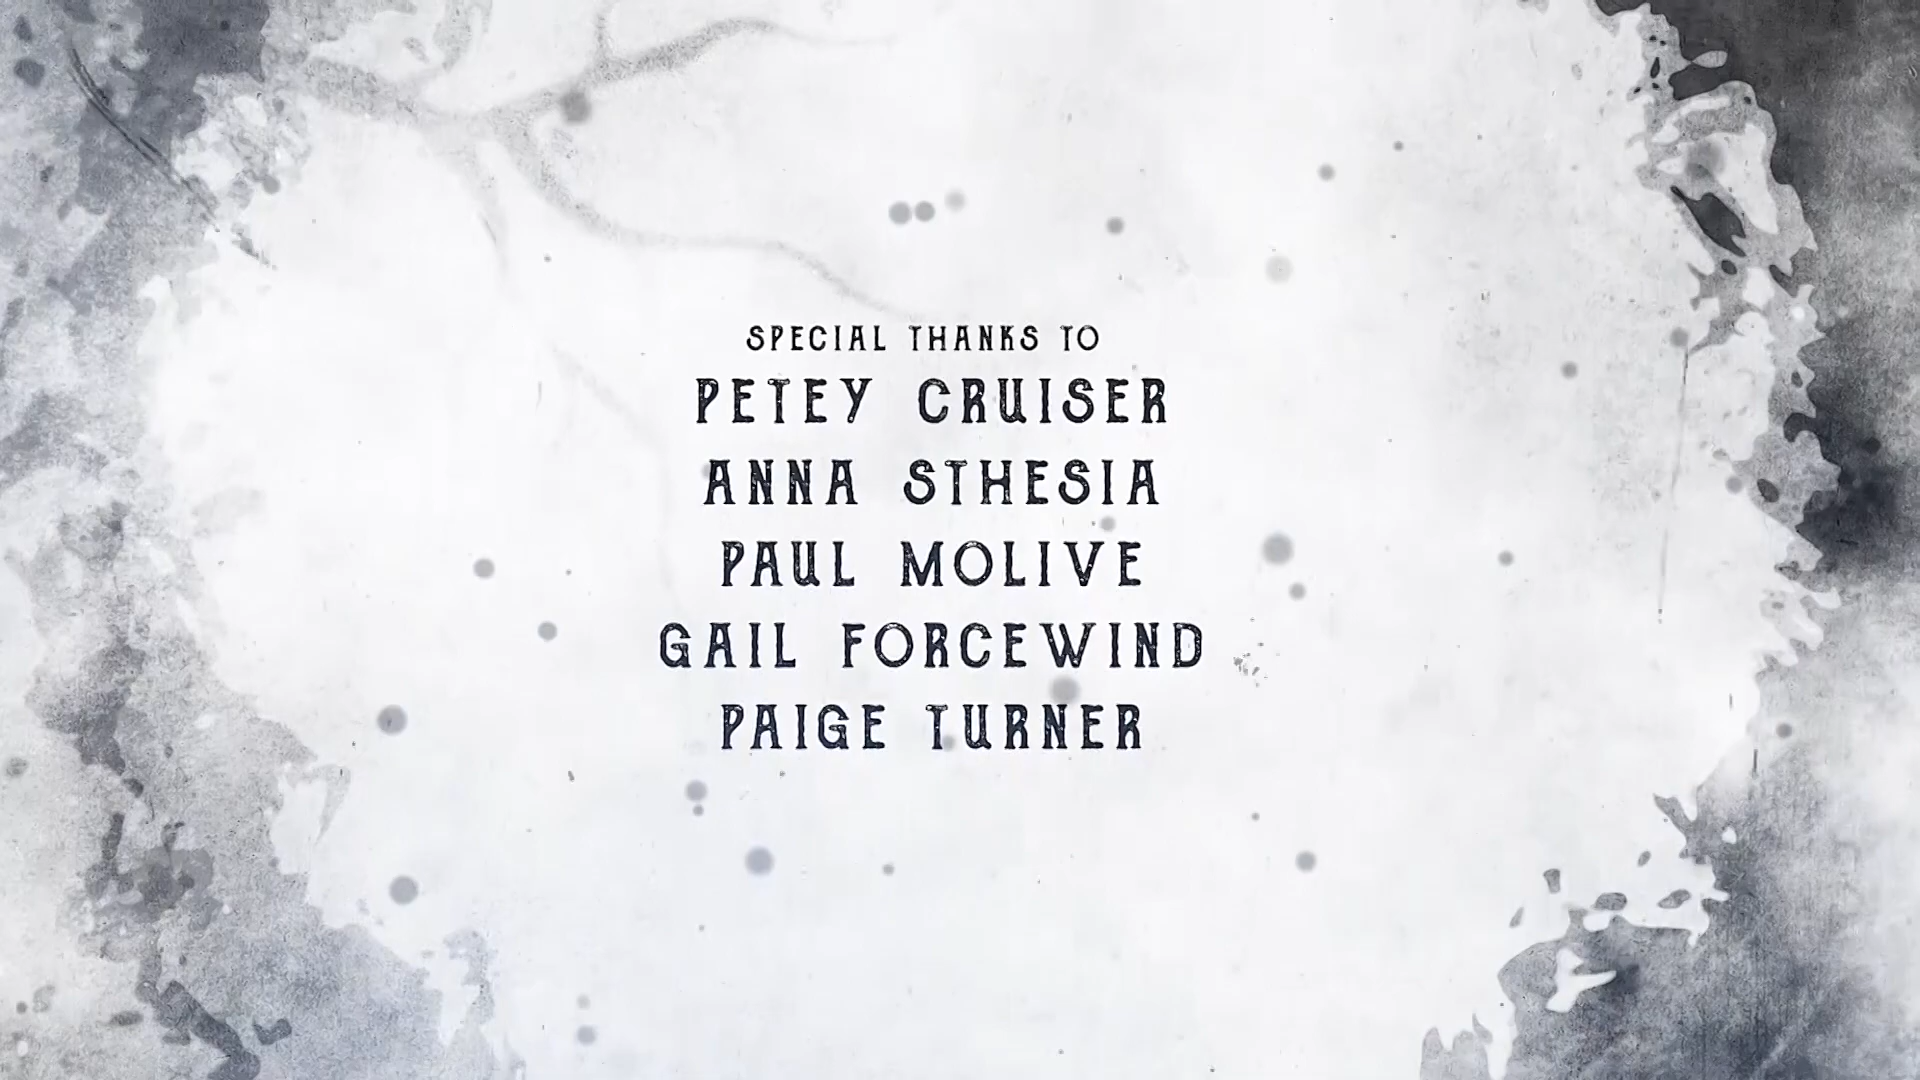 SPECIAL THANKS TO
PETEY CRUISER
ANNA STHESIA
PAUL MOLIVE
GAIL FORCEWIND
PAIGE TURNER